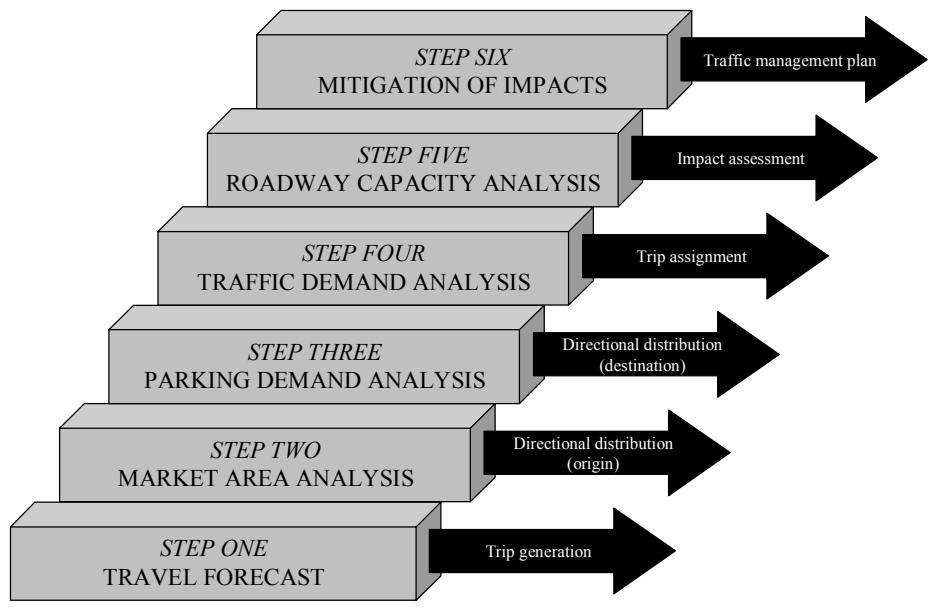 STEP SIX
MITIGATION OF IMPACTS
Traffic management plan
STEP FIVE
ROADWAY CAPACITY ANALYSIS
Impact assessment
STEP FOUR
TRAFFIC DEMAND ANALYSIS
Trip assignment
STEP THREE
PARKING DEMAND ANALYSIS
Directional distribution
(destination)
STEP TWO
MARKET AREA ANALYSIS
Directional distribution
(origin)
STEP ONE
TRAVEL FORECAST
Trip generation